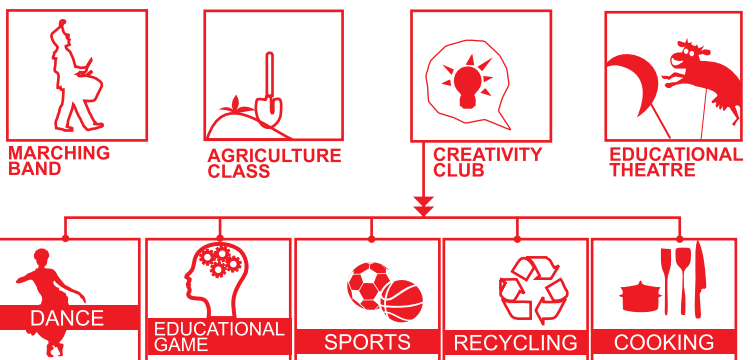 MARCHING
BAND
AGRICULTURE
CLASS
CREATIVITY
CLUB
EDUCATIONAL
THEATRE
DANCE
EDUCATIONAL
GAME
SPORTS
RECYCLING
COOKING